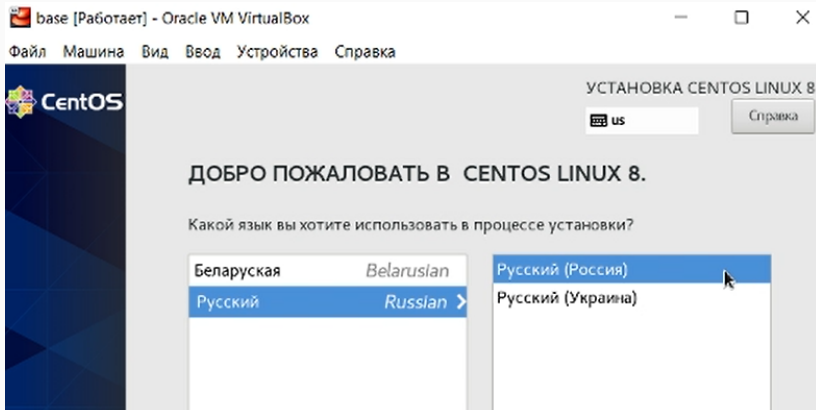 base [Работает] - Oracle VM VirtualBox
Файл Машина Вид Ввод Устройства Справка
CentOS
УСТАНОВКА CENTOS LINUX 8
us
Справка
ДОБРО ПОЖАЛОВАТЬ В CENTOS LINUX 8.
Какой язык вы хотите использовать в процессе установки?
Беларуская Belarusian
Русский Russian
Русский (Россия)
Русский (Украина)